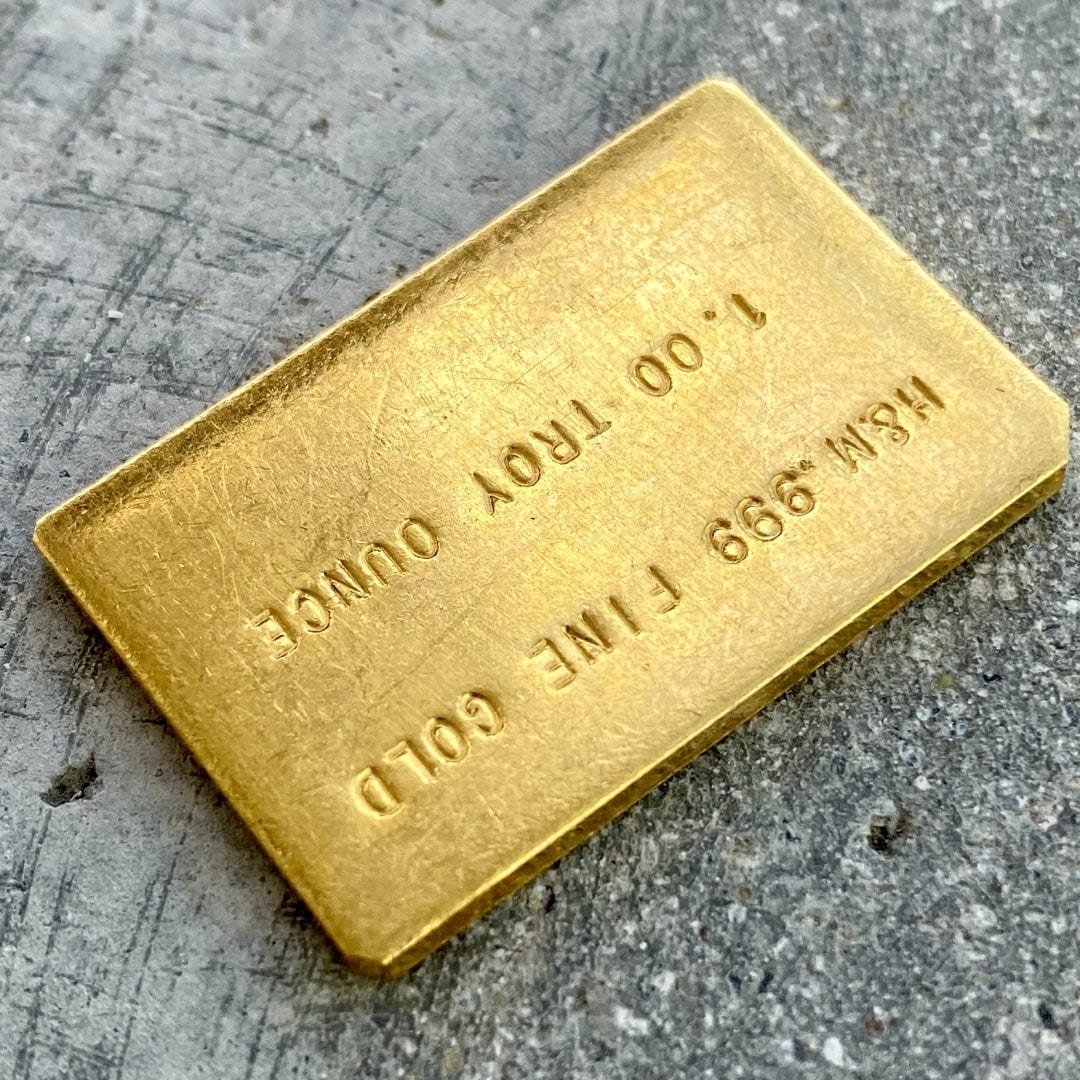 H&M .999 FINE GOLD
1.00 TROY OUNCE